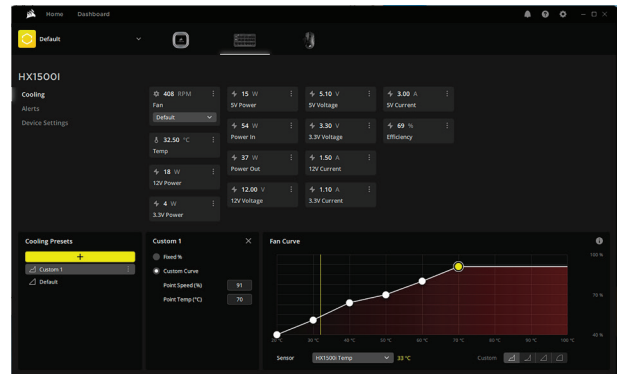 Home Dashboard
Default
HX1500I
Cooling
Alerts
Device Settings
408 RPM
Fan
Default
32.50 °C
Temp
18 W
12V Power
4 W
3.3V Power
15 W
5V Power
54 W
Power In
37 W
Power Out
12.00 V
12V Voltage
5.10 V
5V Voltage
3.30 V
3.3V Voltage
1.50 A
12V Current
1.10 A
3.3V Current
3.00 A
5V Current
69 %
Efficiency
Cooling Presets
+
Custom 1
Default
Custom 1
Fixed %
Custom Curve
Point Speed (%) 91
Point Temp (°C) 70
Fan Curve
100 %
70 %
40 %
20 °C 30 °C 40 °C 50 °C 60 °C 70 °C 80 °C 90 °C 100 °C
Sensor HX1500i Temp 33 °C Custom